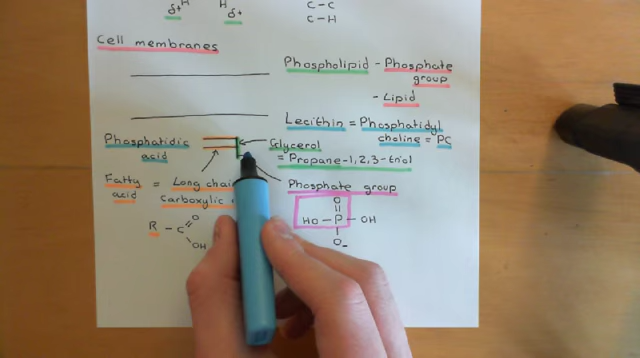 δ+ H H δ+
C - C
C - H
Cell membranes
Phospholipid - Phosphate
group
- Lipid
Lecithin = Phosphatidyl
choline = PC
Phosphatidic
acid
Glycerol
= Propane-1,2,3-triol
Fatty
acid
= Long chain
carboxylic
Phosphate group
R - C
O
OH
O
HO - P - OH
O-